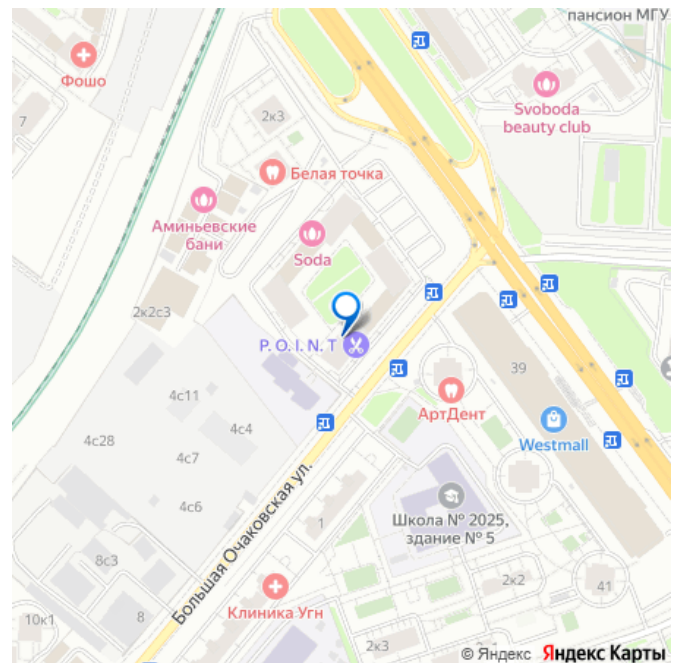 пансион МГУ
Фошо
7
2к3
Svoboda
beauty club
Белая точка
Аминьевские
бани
Soda
2к2с3
P. O. I. N. T
39
АртДент
Westmall
4с11
4с4
4с28
4с7
4с6
Большая Очаковская ул.
1
Школа № 2025,
здание № 5
8с3
8
10к1
Клиника Угн
2к2
41
2к3
2к1
© Яндекс Яндекс Карты